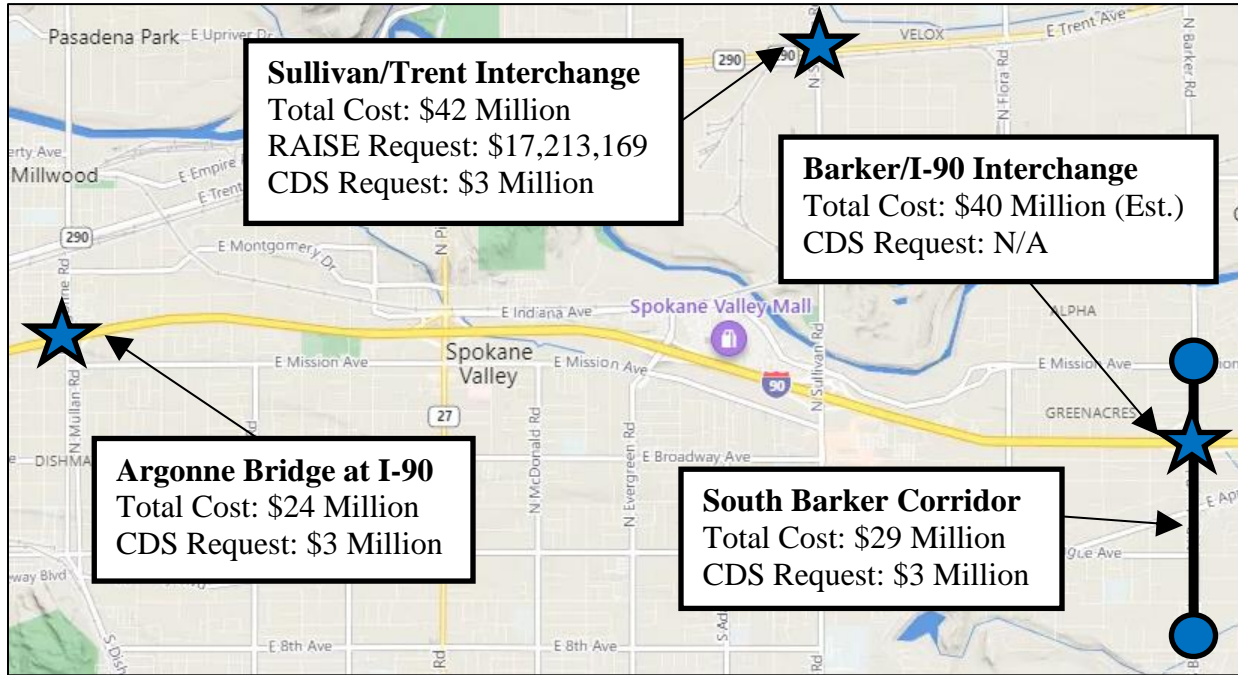 Pasadena Park
E Upriver Dr
290
290
VELOX
E Trent Ave
N Barker Rd
N Flora Rd
Sullivan/Trent Interchange
Total Cost: $42 Million
RAISE Request: $17,213,169
CDS Request: $3 Million
Barker/I-90 Interchange
Total Cost: $40 Million (Est.)
CDS Request: N/A
Millwood
E Empire
E Trent
290
E Montgomery Dr
E Indiana Ave
Spokane Valley Mall
ALPHA
E Mission Ave
Spokane
Valley
E Mission Ave
90
N Sullivan Rd
E Mission Ave
GREENACRES
N Mullan Rd
27
N McDonald Rd
N Evergreen Rd
E Broadway Ave
Argonne Bridge at I-90
Total Cost: $24 Million
CDS Request: $3 Million
South Barker Corridor
Total Cost: $29 Million
CDS Request: $3 Million
E 8th Ave
Rd
E 8th Ave